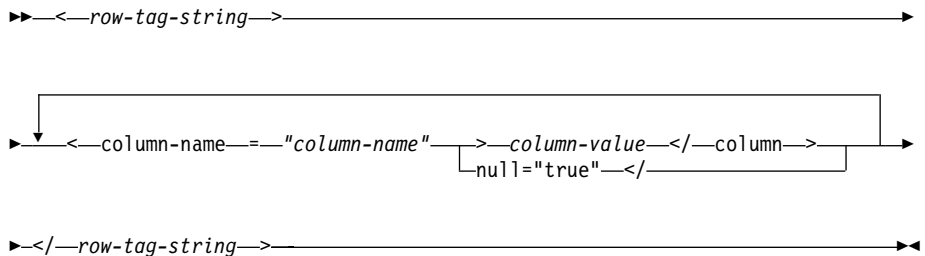 < row-tag-string >
< column-name = "column-name" > column-value </ column >
null="true" </
</ row-tag-string >